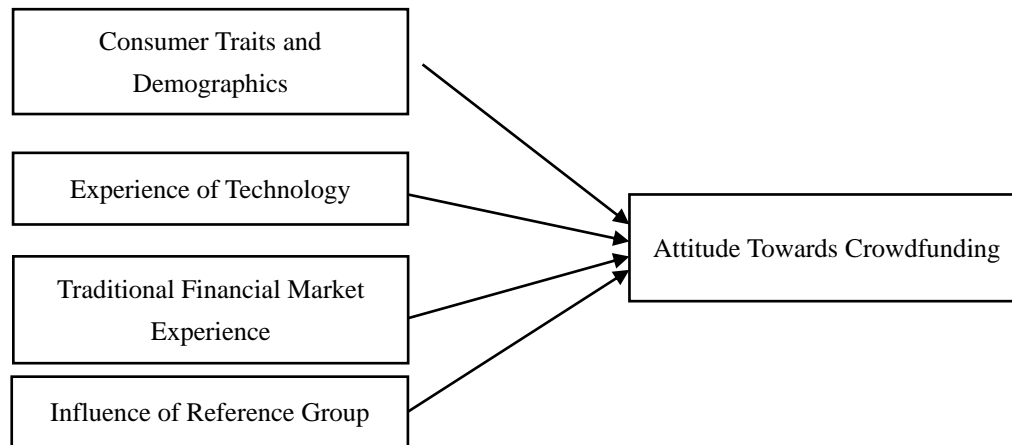 Consumer Traits and
Demographics
Experience of Technology
Attitude Towards Crowdfunding
Traditional Financial Market
Experience
Influence of Reference Group